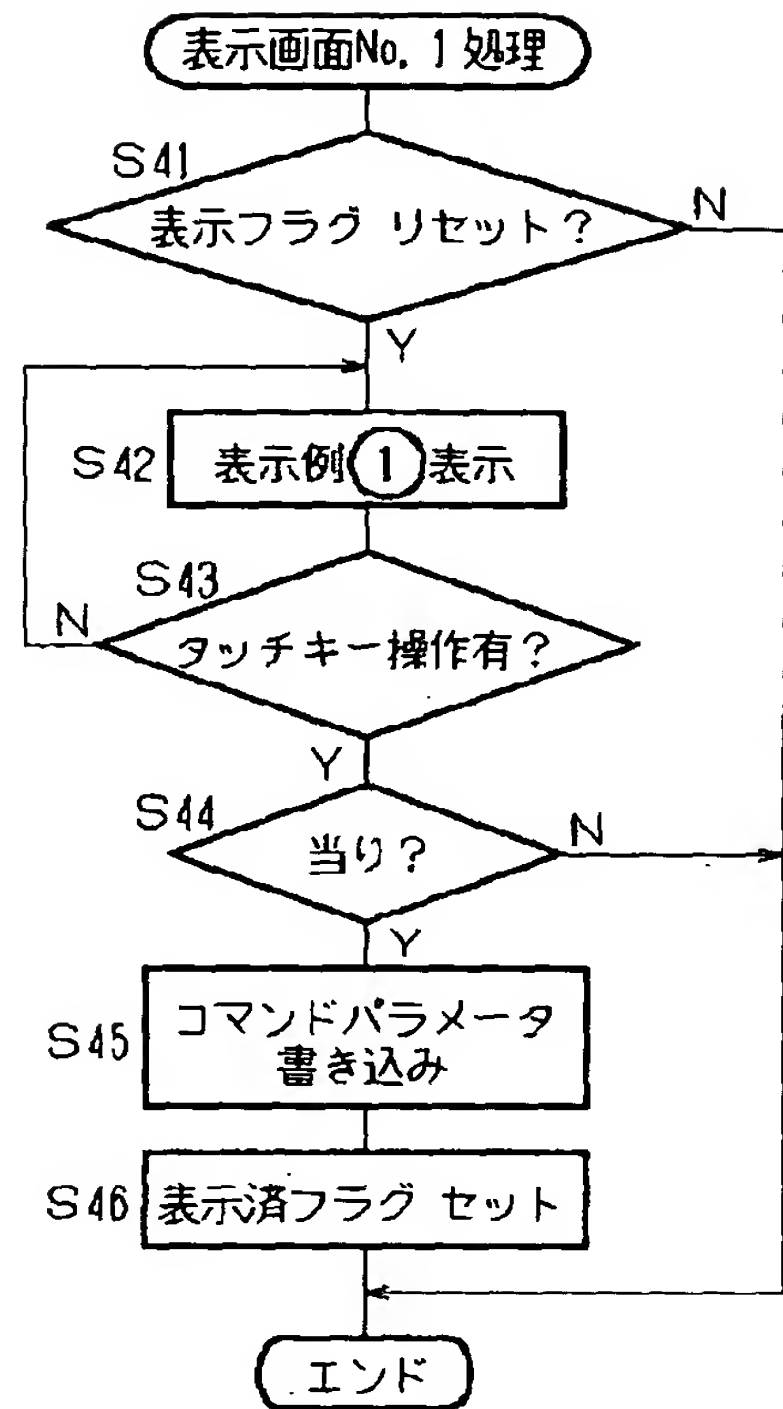 表示画面No. 1 処理
S41
表示フラグ リセット?
N
Y
S42
表示例①表示
S43
タッチキー操作有?
N
Y
S44
当り?
N
Y
S45
コマンドパラメータ
書き込み
S46
表示済フラグ セット
エンド